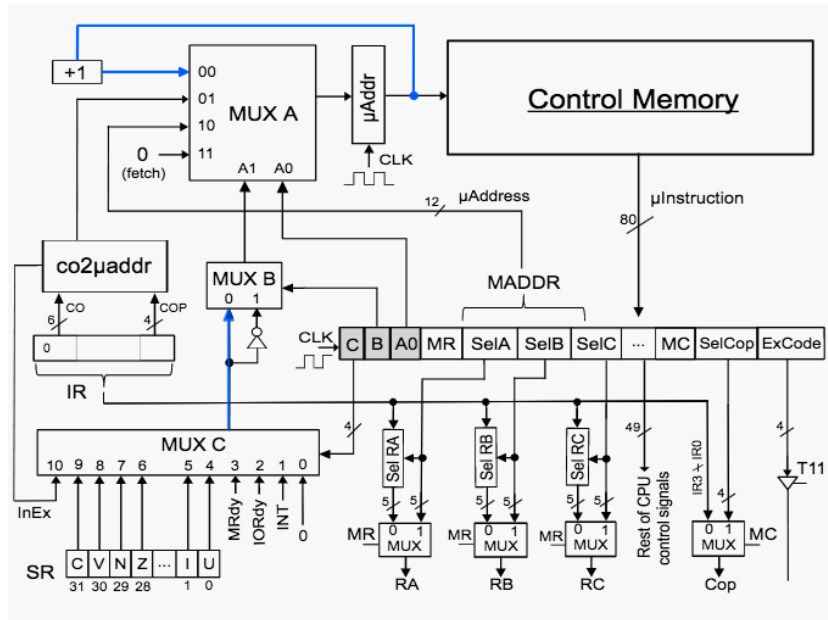 +1
00
01
10
11
MUX A
A1 A0
0
(fetch)
µAddr
CLK
Control Memory
12
µAddress
80
µInstruction
co2µaddr
6
CO
4
COP
0
IR
MUX B
0 1
MADDR
CLK
C B A0 MR SelA SelB SelC ... MC SelCop ExCode
MUX C
10 9 8 7 6 5 4 3 2 1 0
4
InEx
MRdy
IORdy
INT
0
SR
C V N Z ... I U
31 30 29 28 1 0
Sel RA
5 5
0 1
MR MUX
RA
Sel RB
5 5
0 1
MR MUX
RB
Sel RC
5 5
0 1
MR MUX
RC
49
Rest of CPU
control signals
IR3 ÷ IR0
4
0 1
MUX MC
Cop
4
T11